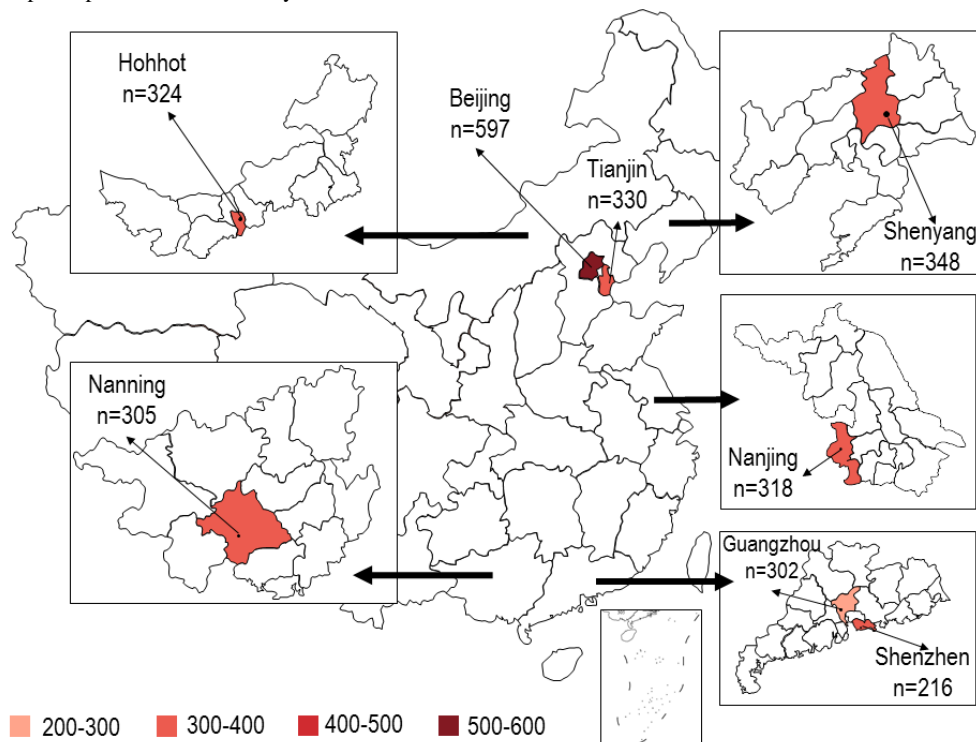 Hohhot
n=324
Beijing
n=597
Tianjin
n=330
Shenyang
n=348
Nanning
n=305
Nanjing
n=318
Guangzhou
n=302
Shenzhen
n=216
200-300
300-400
400-500
500-600